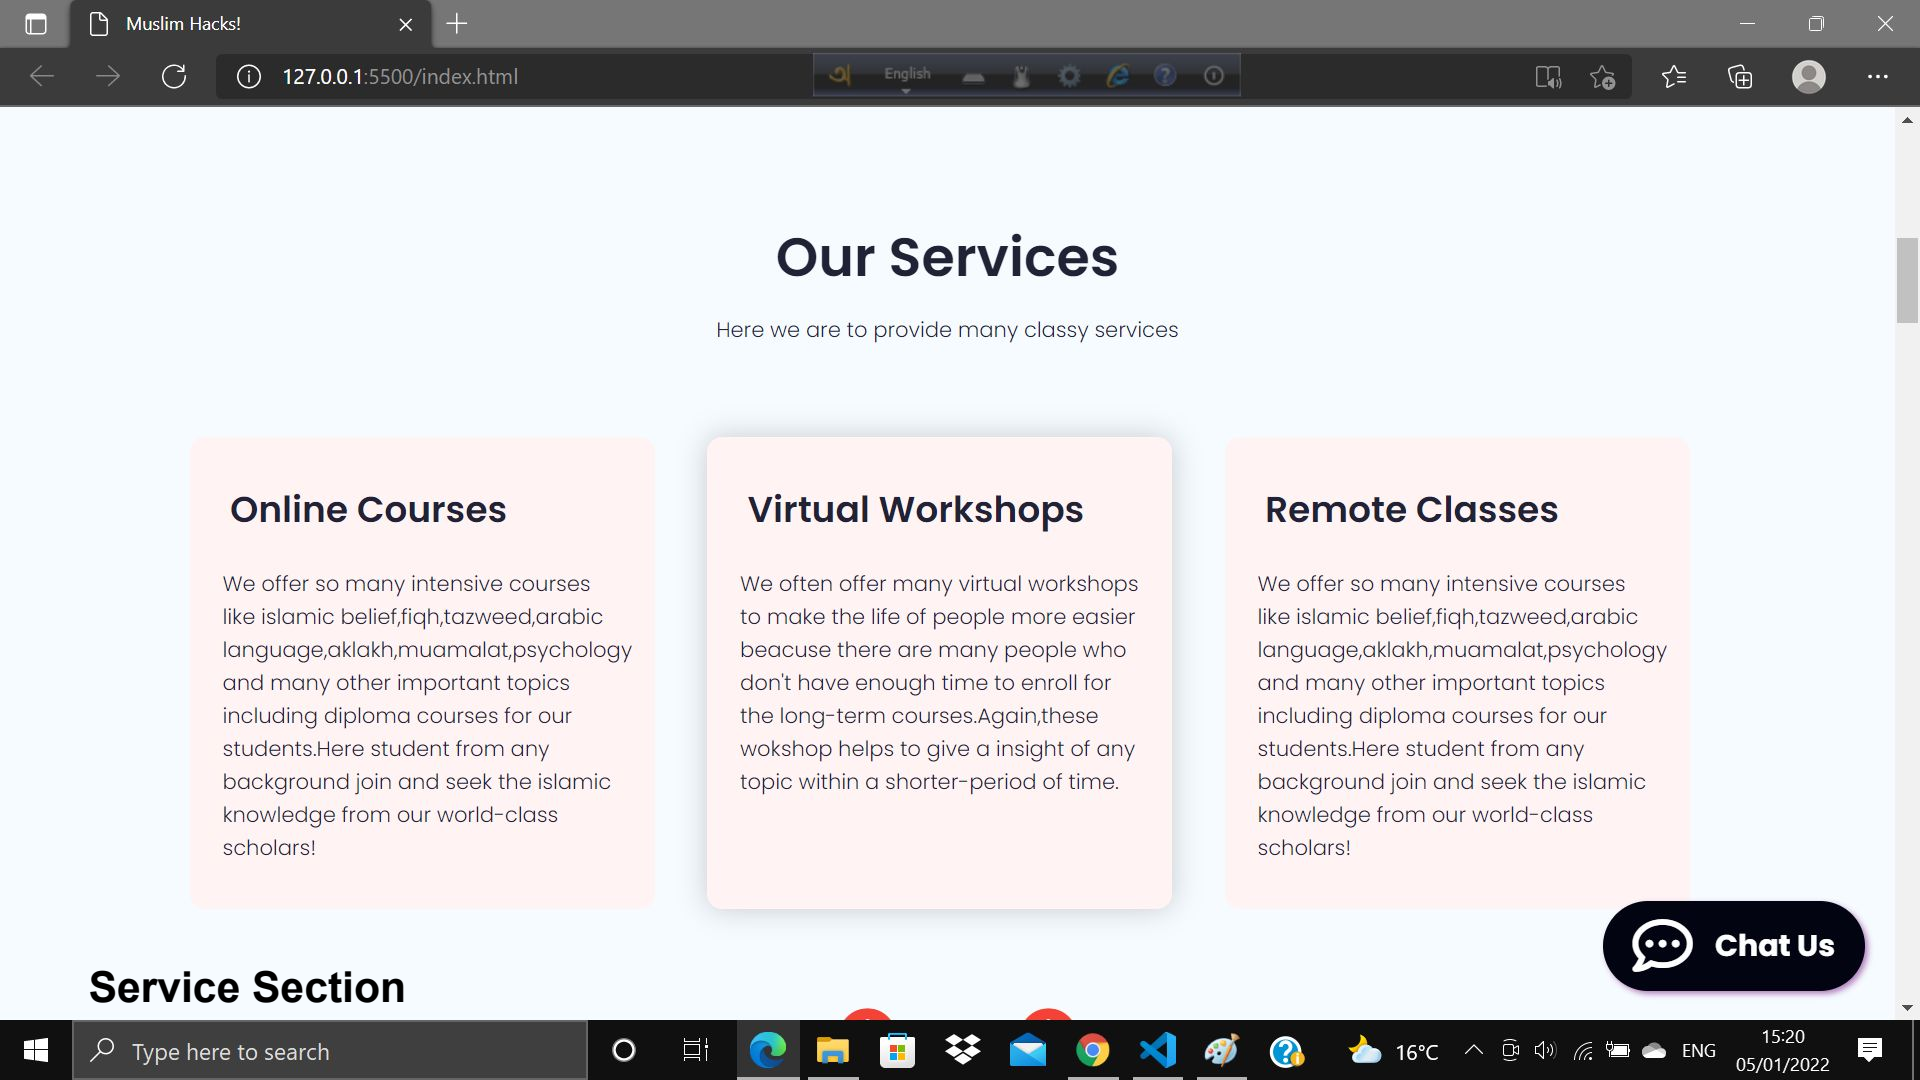 Muslim Hacks!
127.0.0.1:5500/index.html
English
Our Services
Here we are to provide many classy services
Online Courses
We offer so many intensive courses
like islamic belief,fiqh,tazweed,arabic
language,aklakh,muamalat,psychology
and many other important topics
including diploma courses for our
students.Here student from any
background join and seek the islamic
knowledge from our world-class
scholars!
Virtual Workshops
We often offer many virtual workshops
to make the life of people more easier
beacuse there are many people who
don't have enough time to enroll for
the long-term courses.Again,these
wokshop helps to give a insight of any
topic within a shorter-period of time.
Remote Classes
We offer so many intensive courses
like islamic belief,fiqh,tazweed,arabic
language,aklakh,muamalat,psychology
and many other important topics
including diploma courses for our
students.Here student from any
background join and seek the islamic
knowledge from our world-class
scholars!
Chat Us
Service Section
Type here to search
16°C
ENG
15:20
05/01/2022